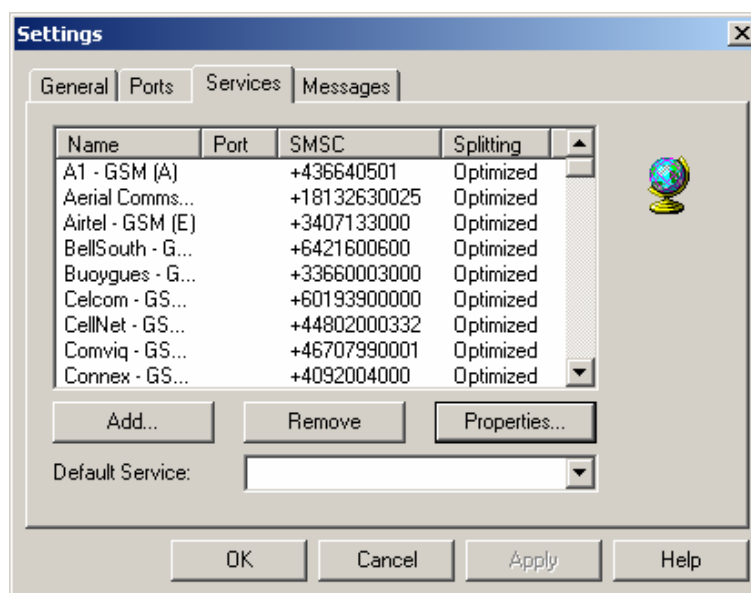 Settings
General Ports Services Messages
Name Port SMSC Splitting
A1 - GSM (A) +436640501 Optimized
Aerial Comms... +18132630025 Optimized
Airtel - GSM (E) +3407133000 Optimized
BellSouth - G... +6421600600 Optimized
Buoygues - G... +33660003000 Optimized
Celcom - GS... +60193900000 Optimized
CellNet - GS... +44802000332 Optimized
Comviq - GS... +46707990001 Optimized
Connex - GS... +4092004000 Optimized
Add... Remove Properties...
Default Service:
OK Cancel Apply Help